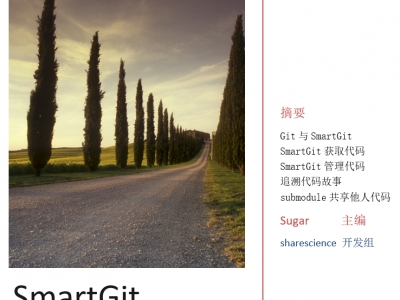 摘要
Git 与 SmartGit
SmartGit 获取代码
SmartGit 管理代码
追溯代码故事
submodule 共享他人代码
Sugar 主编
sharescience 开发组
SmartGit